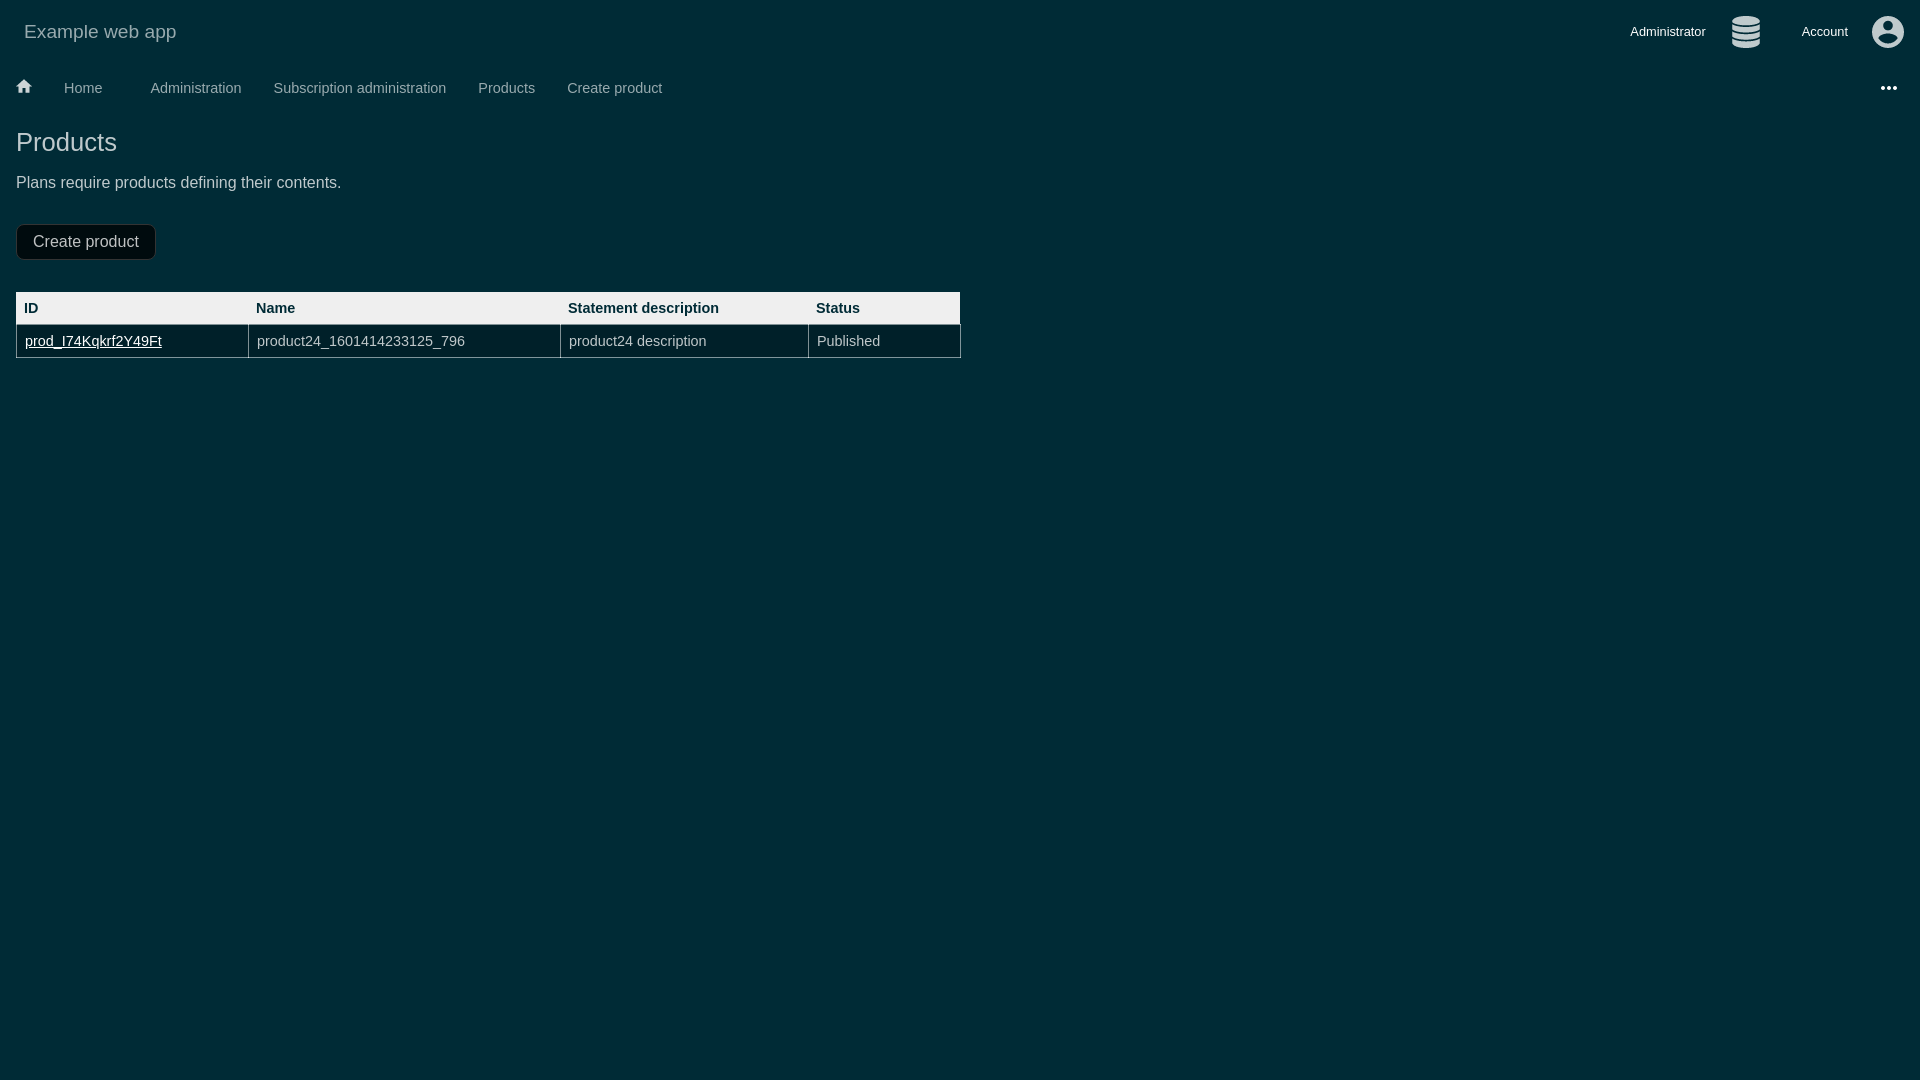 Example web app
Administrator
Account
Home
Administration
Subscription administration
Products
Create product
Products
Plans require products defining their contents.
Create product
ID Name Statement description Status
prod_I74Kqkrf2Y49Ft product24_1601414233125_796 product24 description Published